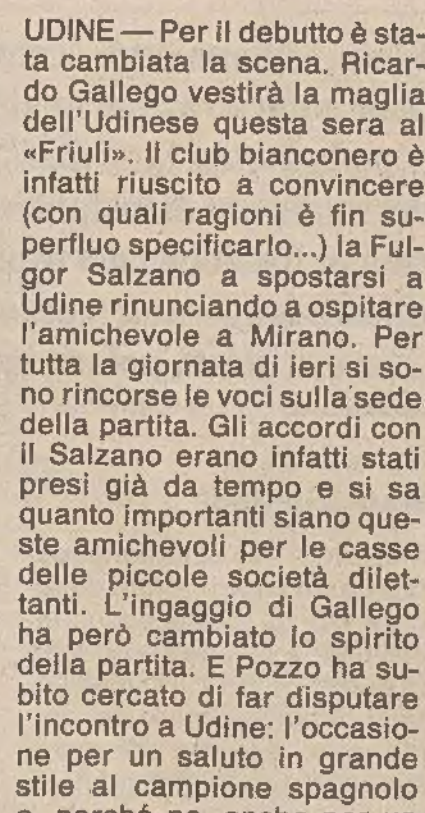 UDINE — Per il debutto è sta-
ta cambiata la scena. Ricar-
do Gallego vestirà la maglia
dell'Udinese questa sera al
«Friuli». Il club bianconero è
infatti riuscito a convincere
(con quali ragioni è fin su-
perfluo specificarlo...) la Ful-
gor Salzano a spostarsi a
Udine rinunciando a ospitare
l'amichevole a Mirano. Per
tutta la giornata di ieri si so-
no rincorse le voci sulla sede
della partita. Gli accordi con
il Salzano erano infatti stati
presi già da tempo e si sa
quanto importanti siano que-
ste amichevoli per le casse
delle piccole società dilet-
tanti. L'ingaggio di Gallego
ha però cambiato lo spirito
della partita. E Pozzo ha su-
bito cercato di far disputare
l'incontro a Udine: l'occasio-
ne per un saluto in grande
stile al campione spagnolo